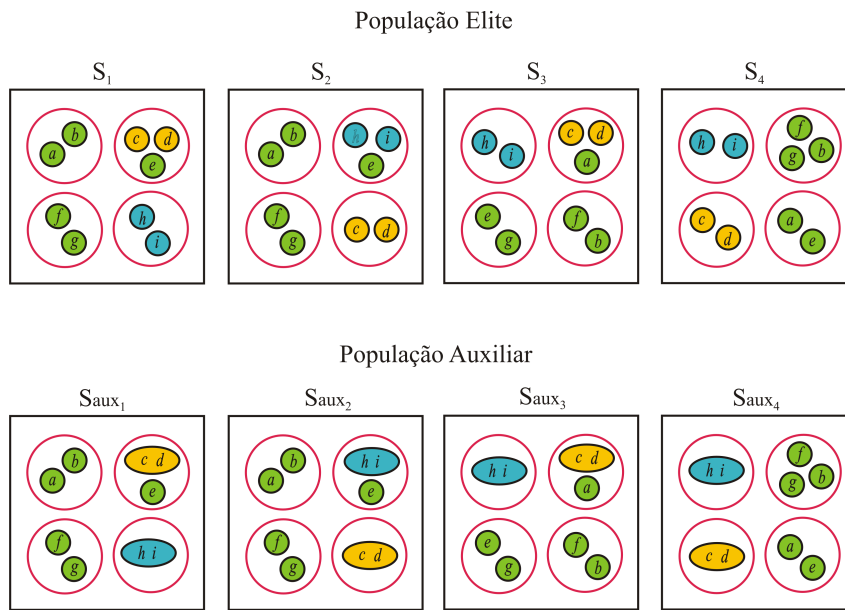 População Elite
S1 S2 S3 S4
b c d b h i h i c d h i f
a e a e a g b
f h f e f c a
g i g c d g b d e
População Auxiliar
Saux1 Saux2 Saux3 Saux4
b c d b h i h i c d h i f
a e a e a g b
f h i f c d e f c d a
g g g b e